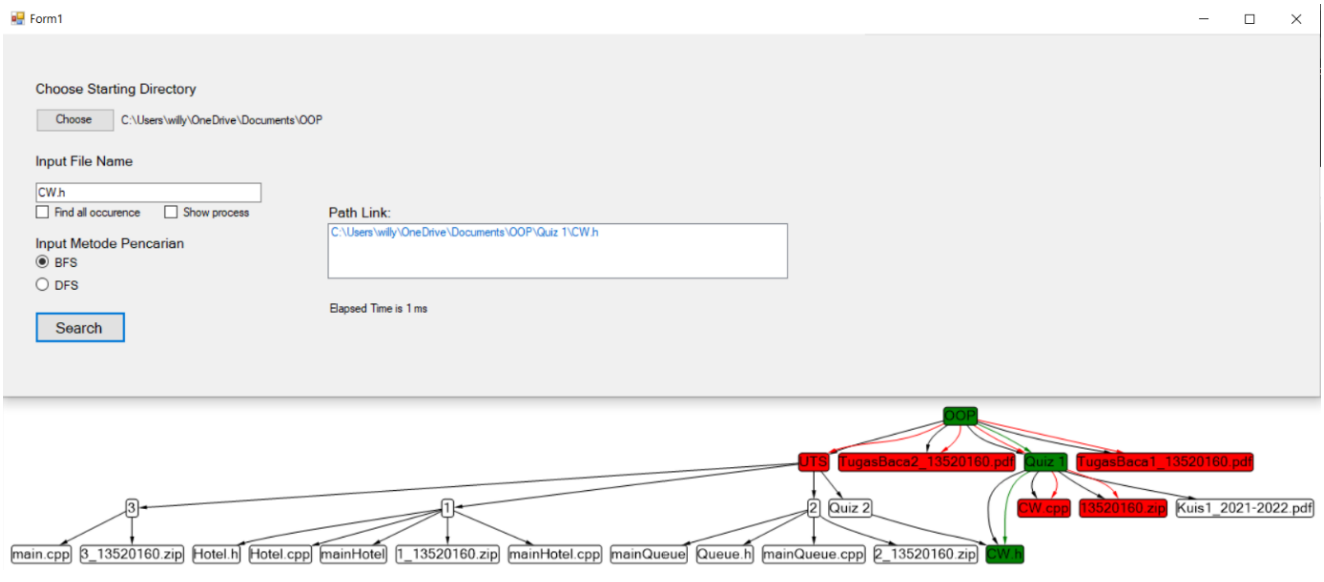 Form1
Choose Starting Directory
Choose C:\Users\willy\OneDrive\Documents\OOP
Input File Name
CW.h
Find all occurence Show process
Path Link:
C:\Users\willy\OneDrive\Documents\OOP\Quiz 1\CW.h
Input Metode Pencarian
BFS
DFS
Elapsed Time is 1 ms
Search
OOP
UTS TugasBaca2_13520160.pdf Quiz 1 TugasBaca1_13520160.pdf
3 1 2 Quiz 2 CW.cpp 13520160.zip Kuis1_2021-2022.pdf
main.cpp 3_13520160.zip Hotel.h Hotel.cpp mainHotel 1_13520160.zip mainHotel.cpp mainQueue Queue.h mainQueue.cpp 2_13520160.zip CW.h